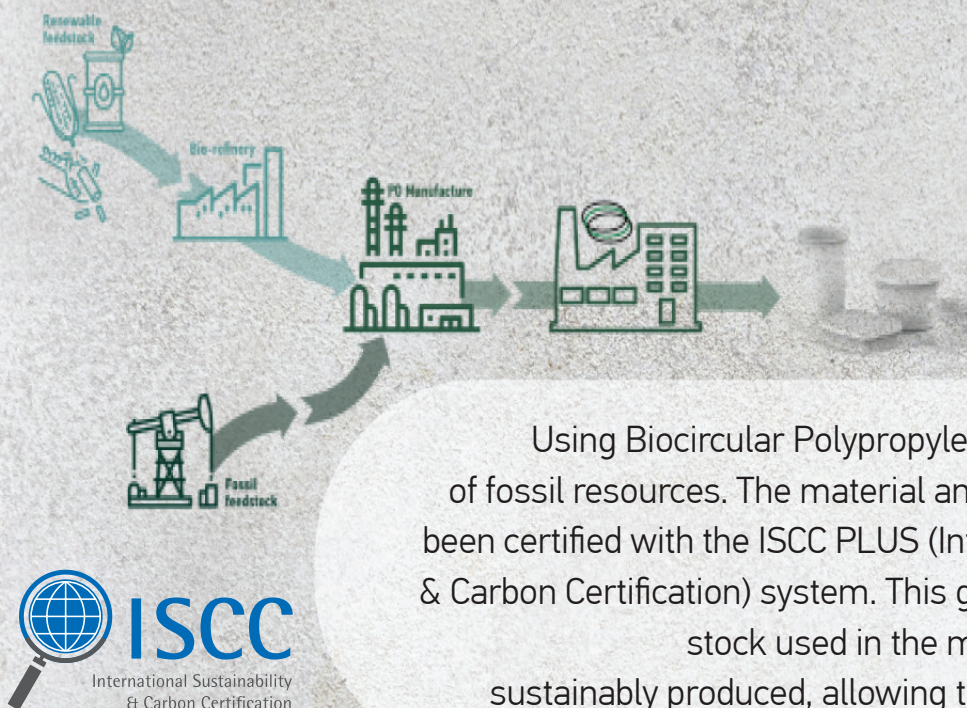 Renewable
feedstock
Bio-refinery
PO Manufacture
Fossil
feedstock
Using Biocircular Polypropyle
of fossil resources. The material an
been certified with the ISCC PLUS (In
& Carbon Certification) system. This g
stock used in the m
sustainably produced, allowing t
ISCC
International Sustainability
& Carbon Certification